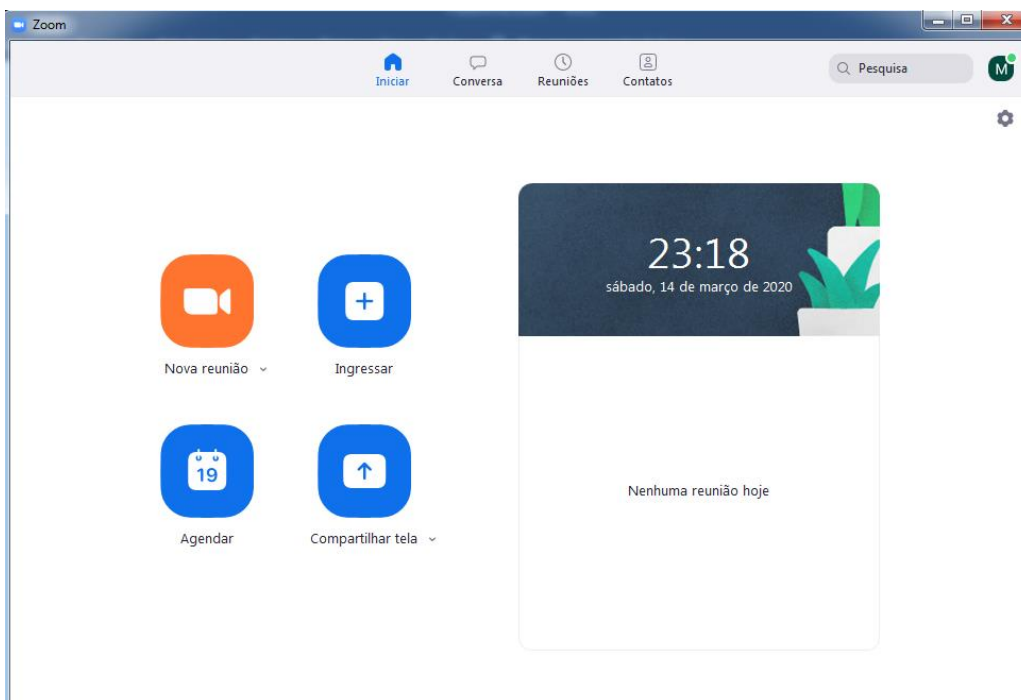 Zoom
Iniciar
Conversa
Reuniões
Contatos
Pesquisa
M
23:18
sábado, 14 de março de 2020
Nova reunião
Ingressar
19
Agendar
Compartilhar tela
Nenhuma reunião hoje